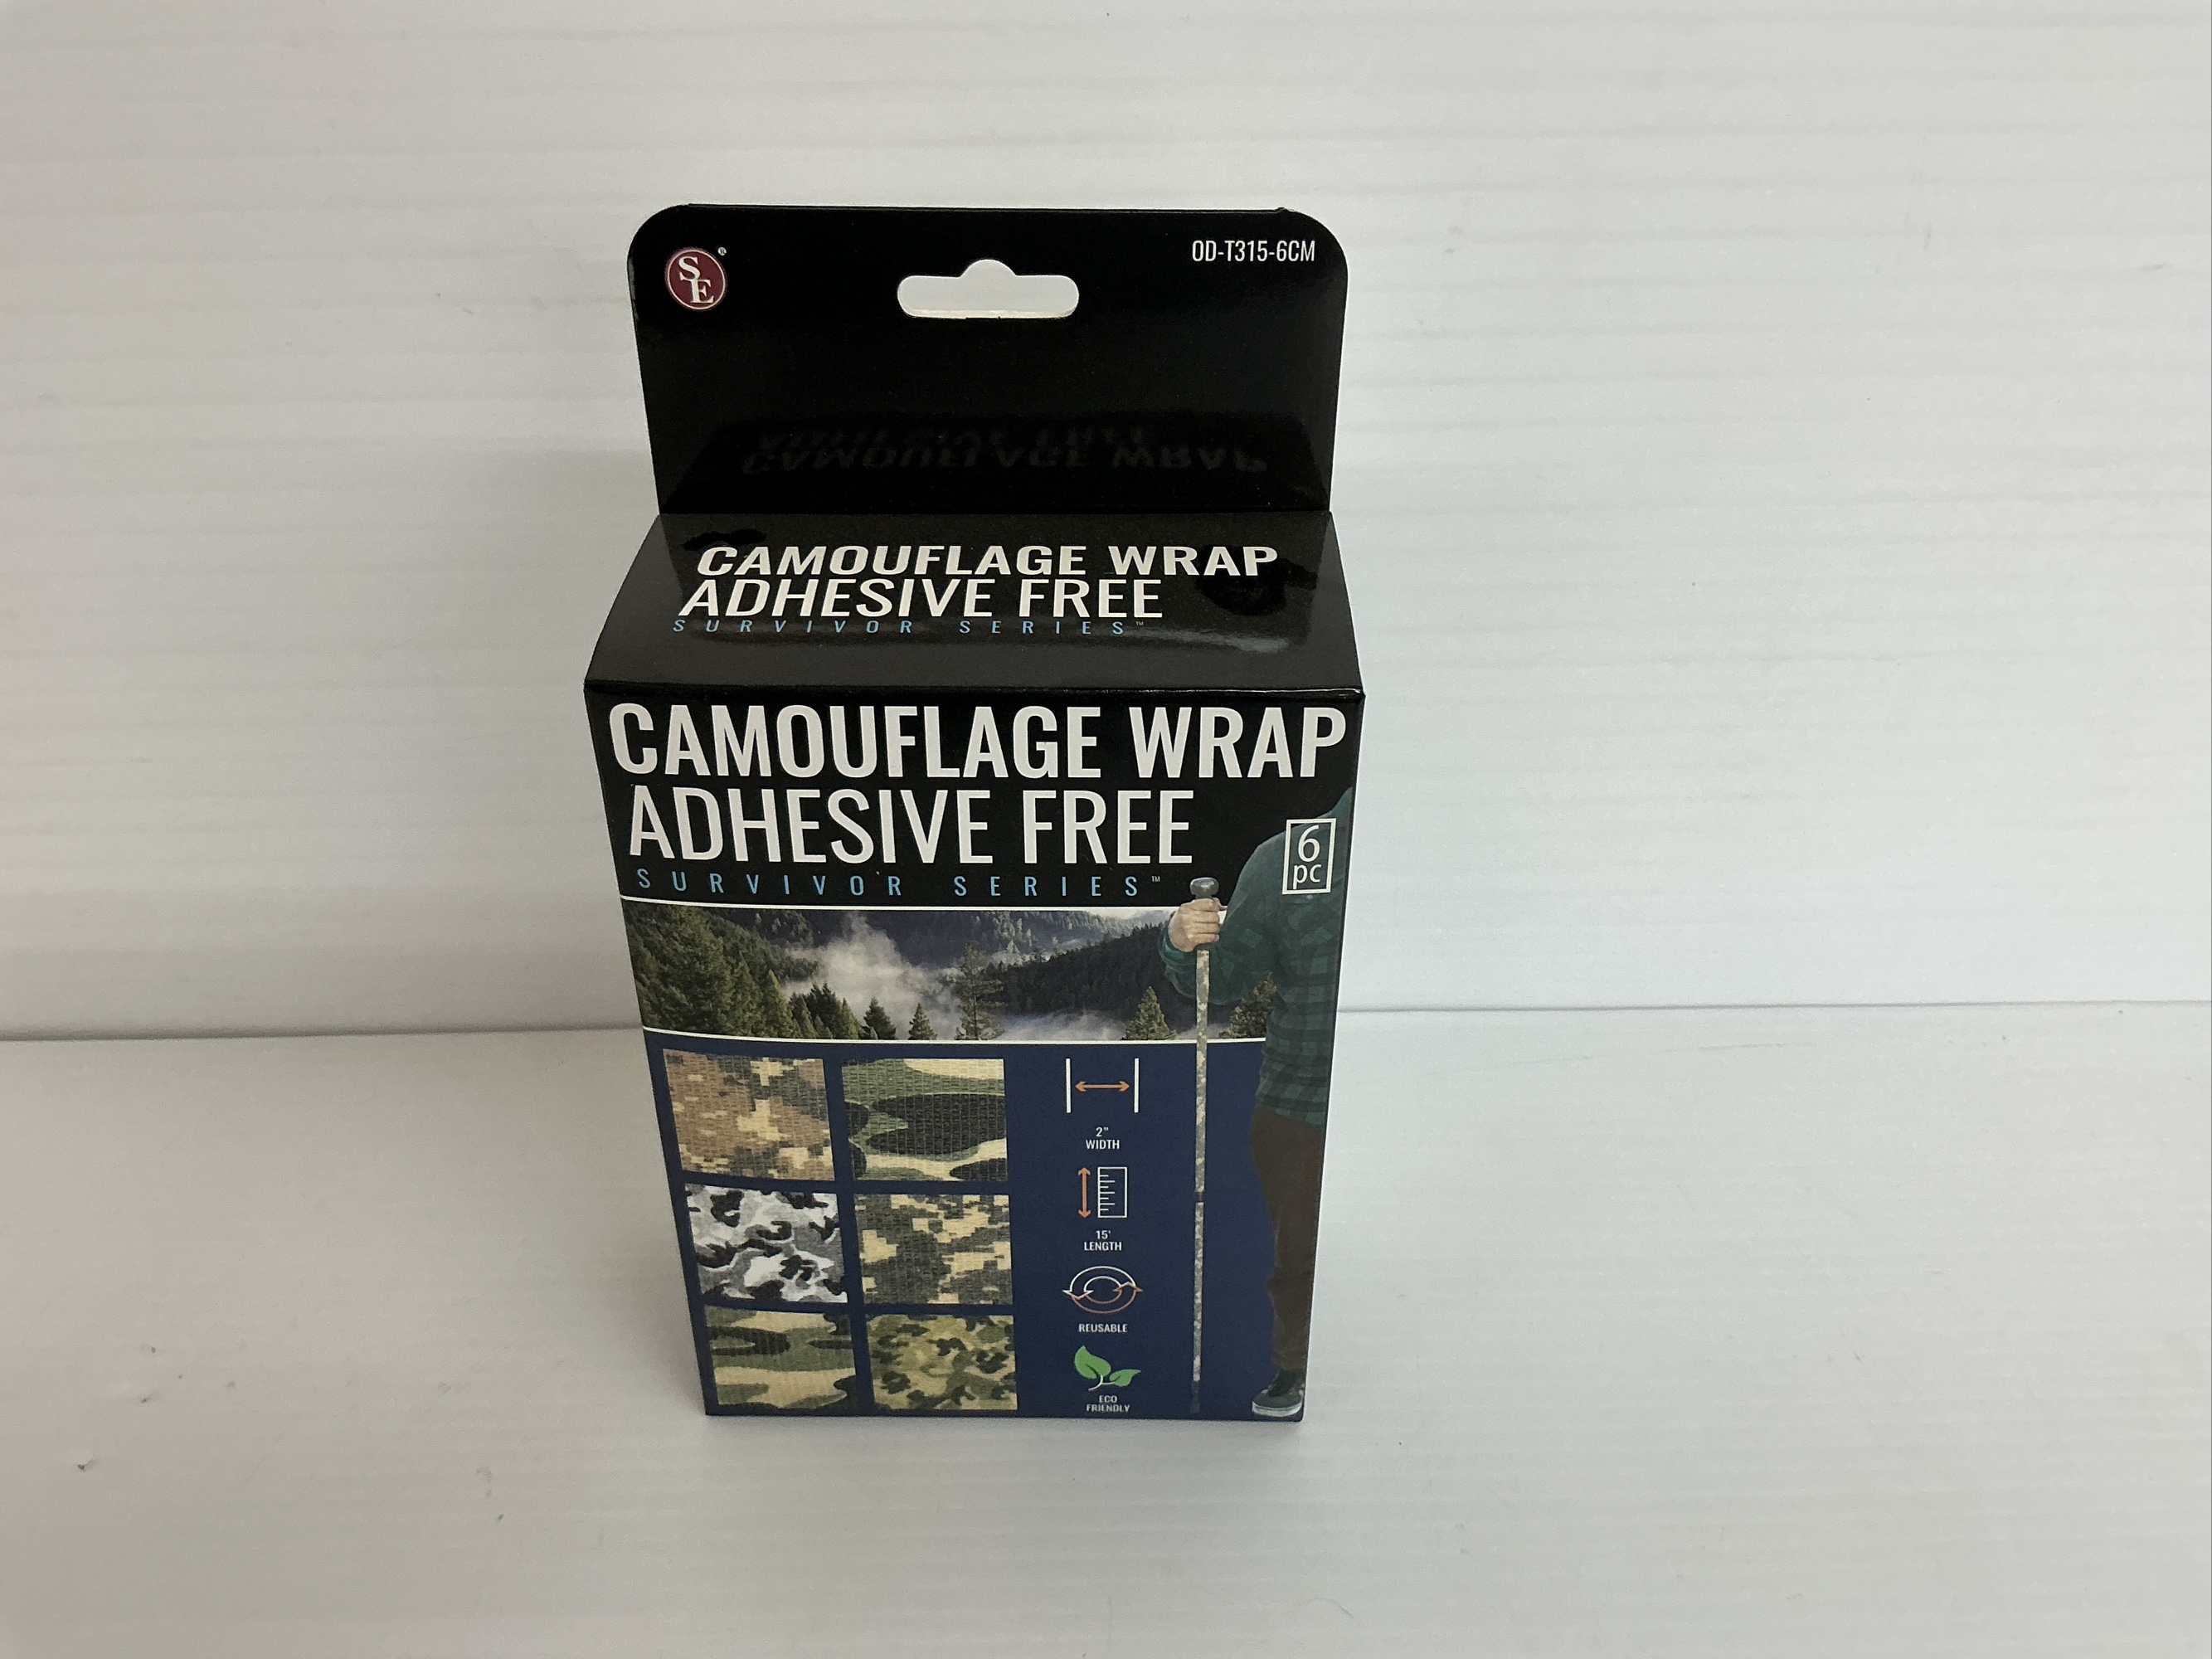 SE®
OD-T315-6CM
CAMOUFLAGE WRAP
ADHESIVE FREE
SURVIVOR SERIES™
CAMOUFLAGE WRAP
ADHESIVE FREE
SURVIVOR SERIES™
6
pc
2"
WIDTH
15'
LENGTH
REUSABLE
ECO
FRIENDLY